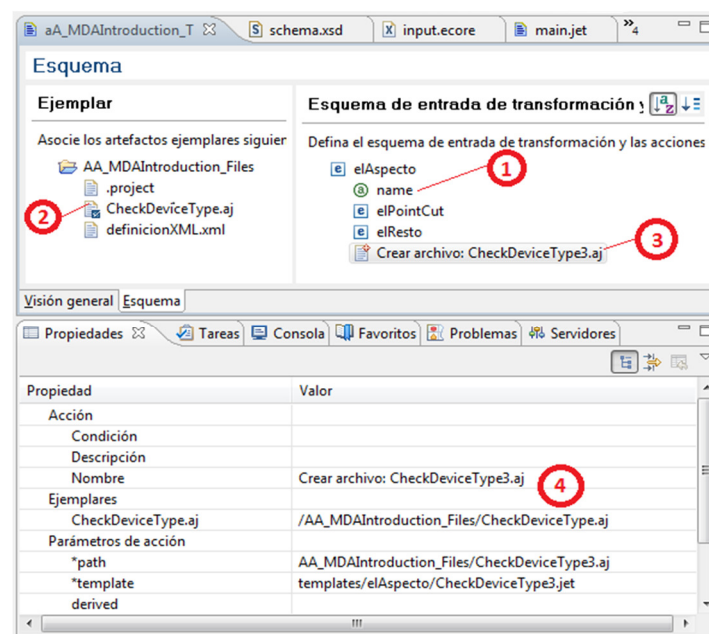 aA_MDAIntroduction_T
schema.xsd
input.ecore
main.jet
»4
Esquema
Ejemplar
Asocie los artefactos ejemplares siguier
AA_MDAIntroduction_Files
.project
CheckDeviceType.aj
definicionXML.xml
2
Esquema de entrada de transformación y
Defina el esquema de entrada de transformación y las acciones
elAspecto
name
elPointCut
elResto
Crear archivo: CheckDeviceType3.aj
1
3
Visión general Esquema
Propiedades Tareas Consola Favoritos Problemas Servidores
Propiedad Valor
Acción
Condición
Descripción
Nombre Crear archivo: CheckDeviceType3.aj
4
Ejemplares
CheckDeviceType.aj /AA_MDAIntroduction_Files/CheckDeviceType.aj
Parámetros de acción
*path AA_MDAIntroduction_Files/CheckDeviceType3.aj
*template templates/elAspecto/CheckDeviceType3.jet
derived